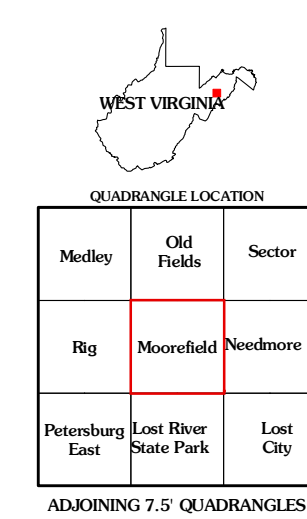 WEST VIRGINIA
QUADRANGLE LOCATION
Medley
Old
Fields
Sector
Rig
Moorefield
Needmore
Petersburg
East
Lost River
State Park
Lost
City
ADJOINING 7.5' QUADRANGLES